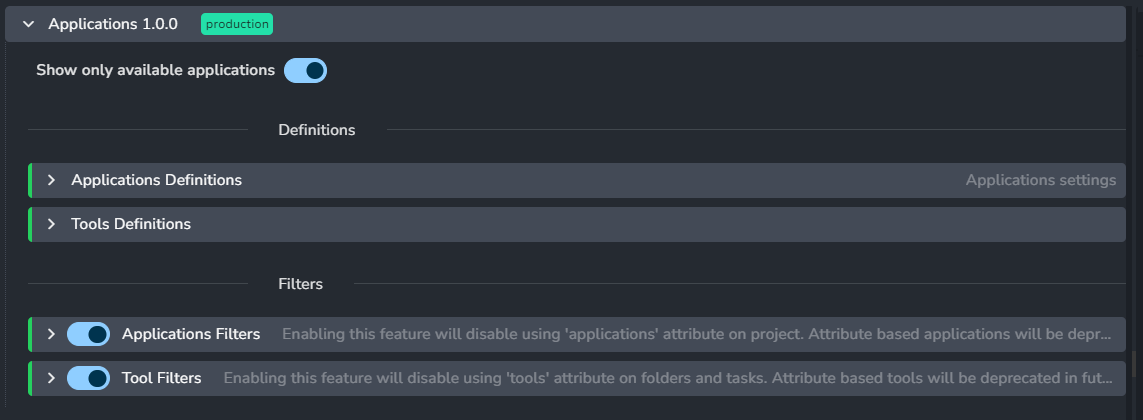 Applications 1.0.0 production
Show only available applications
Definitions
Applications Definitions Applications settings
Tools Definitions
Filters
Applications Filters Enabling this feature will disable using 'applications' attribute on project. Attribute based applications will be depr...
Tool Filters Enabling this feature will disable using 'tools' attribute on folders and tasks. Attribute based tools will be deprecated in fut...